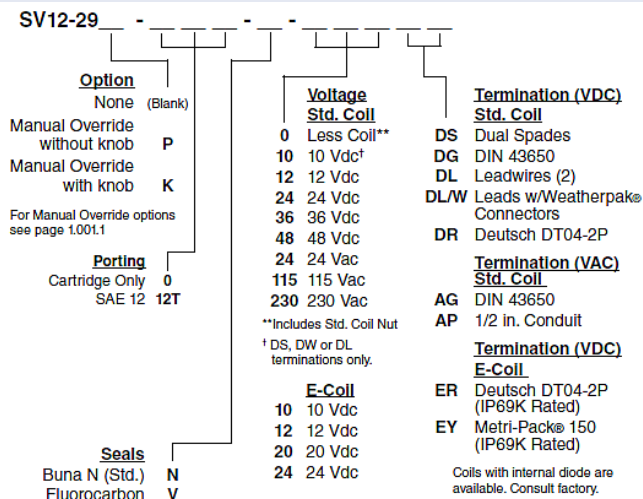 SV12-29__ - ___ - __ - ___ __
Option
None (Blank)
Manual Override
without knob P
Manual Override
with knob K
For Manual Override options
see page 1.001.1
Porting
Cartridge Only 0
SAE 12 12T
Seals
Buna N (Std.) N
Fluorocarbon V
Voltage
Std. Coil
0 Less Coil**
10 10 Vdc†
12 12 Vdc
24 24 Vdc
36 36 Vdc
48 48 Vdc
24 24 Vac
115 115 Vac
230 230 Vac
**Includes Std. Coil Nut
† DS, DW or DL
terminations only.
E-Coil
10 10 Vdc
12 12 Vdc
20 20 Vdc
24 24 Vdc
Termination (VDC)
Std. Coil
DS Dual Spades
DG DIN 43650
DL Leadwires (2)
DL/W Leads w/Weatherpak®
Connectors
DR Deutsch DT04-2P
Termination (VAC)
Std. Coil
AG DIN 43650
AP 1/2 in. Conduit
Termination (VDC)
E-Coil
ER Deutsch DT04-2P
(IP69K Rated)
EY Metri-Pack® 150
(IP69K Rated)
Coils with internal diode are
available. Consult factory.